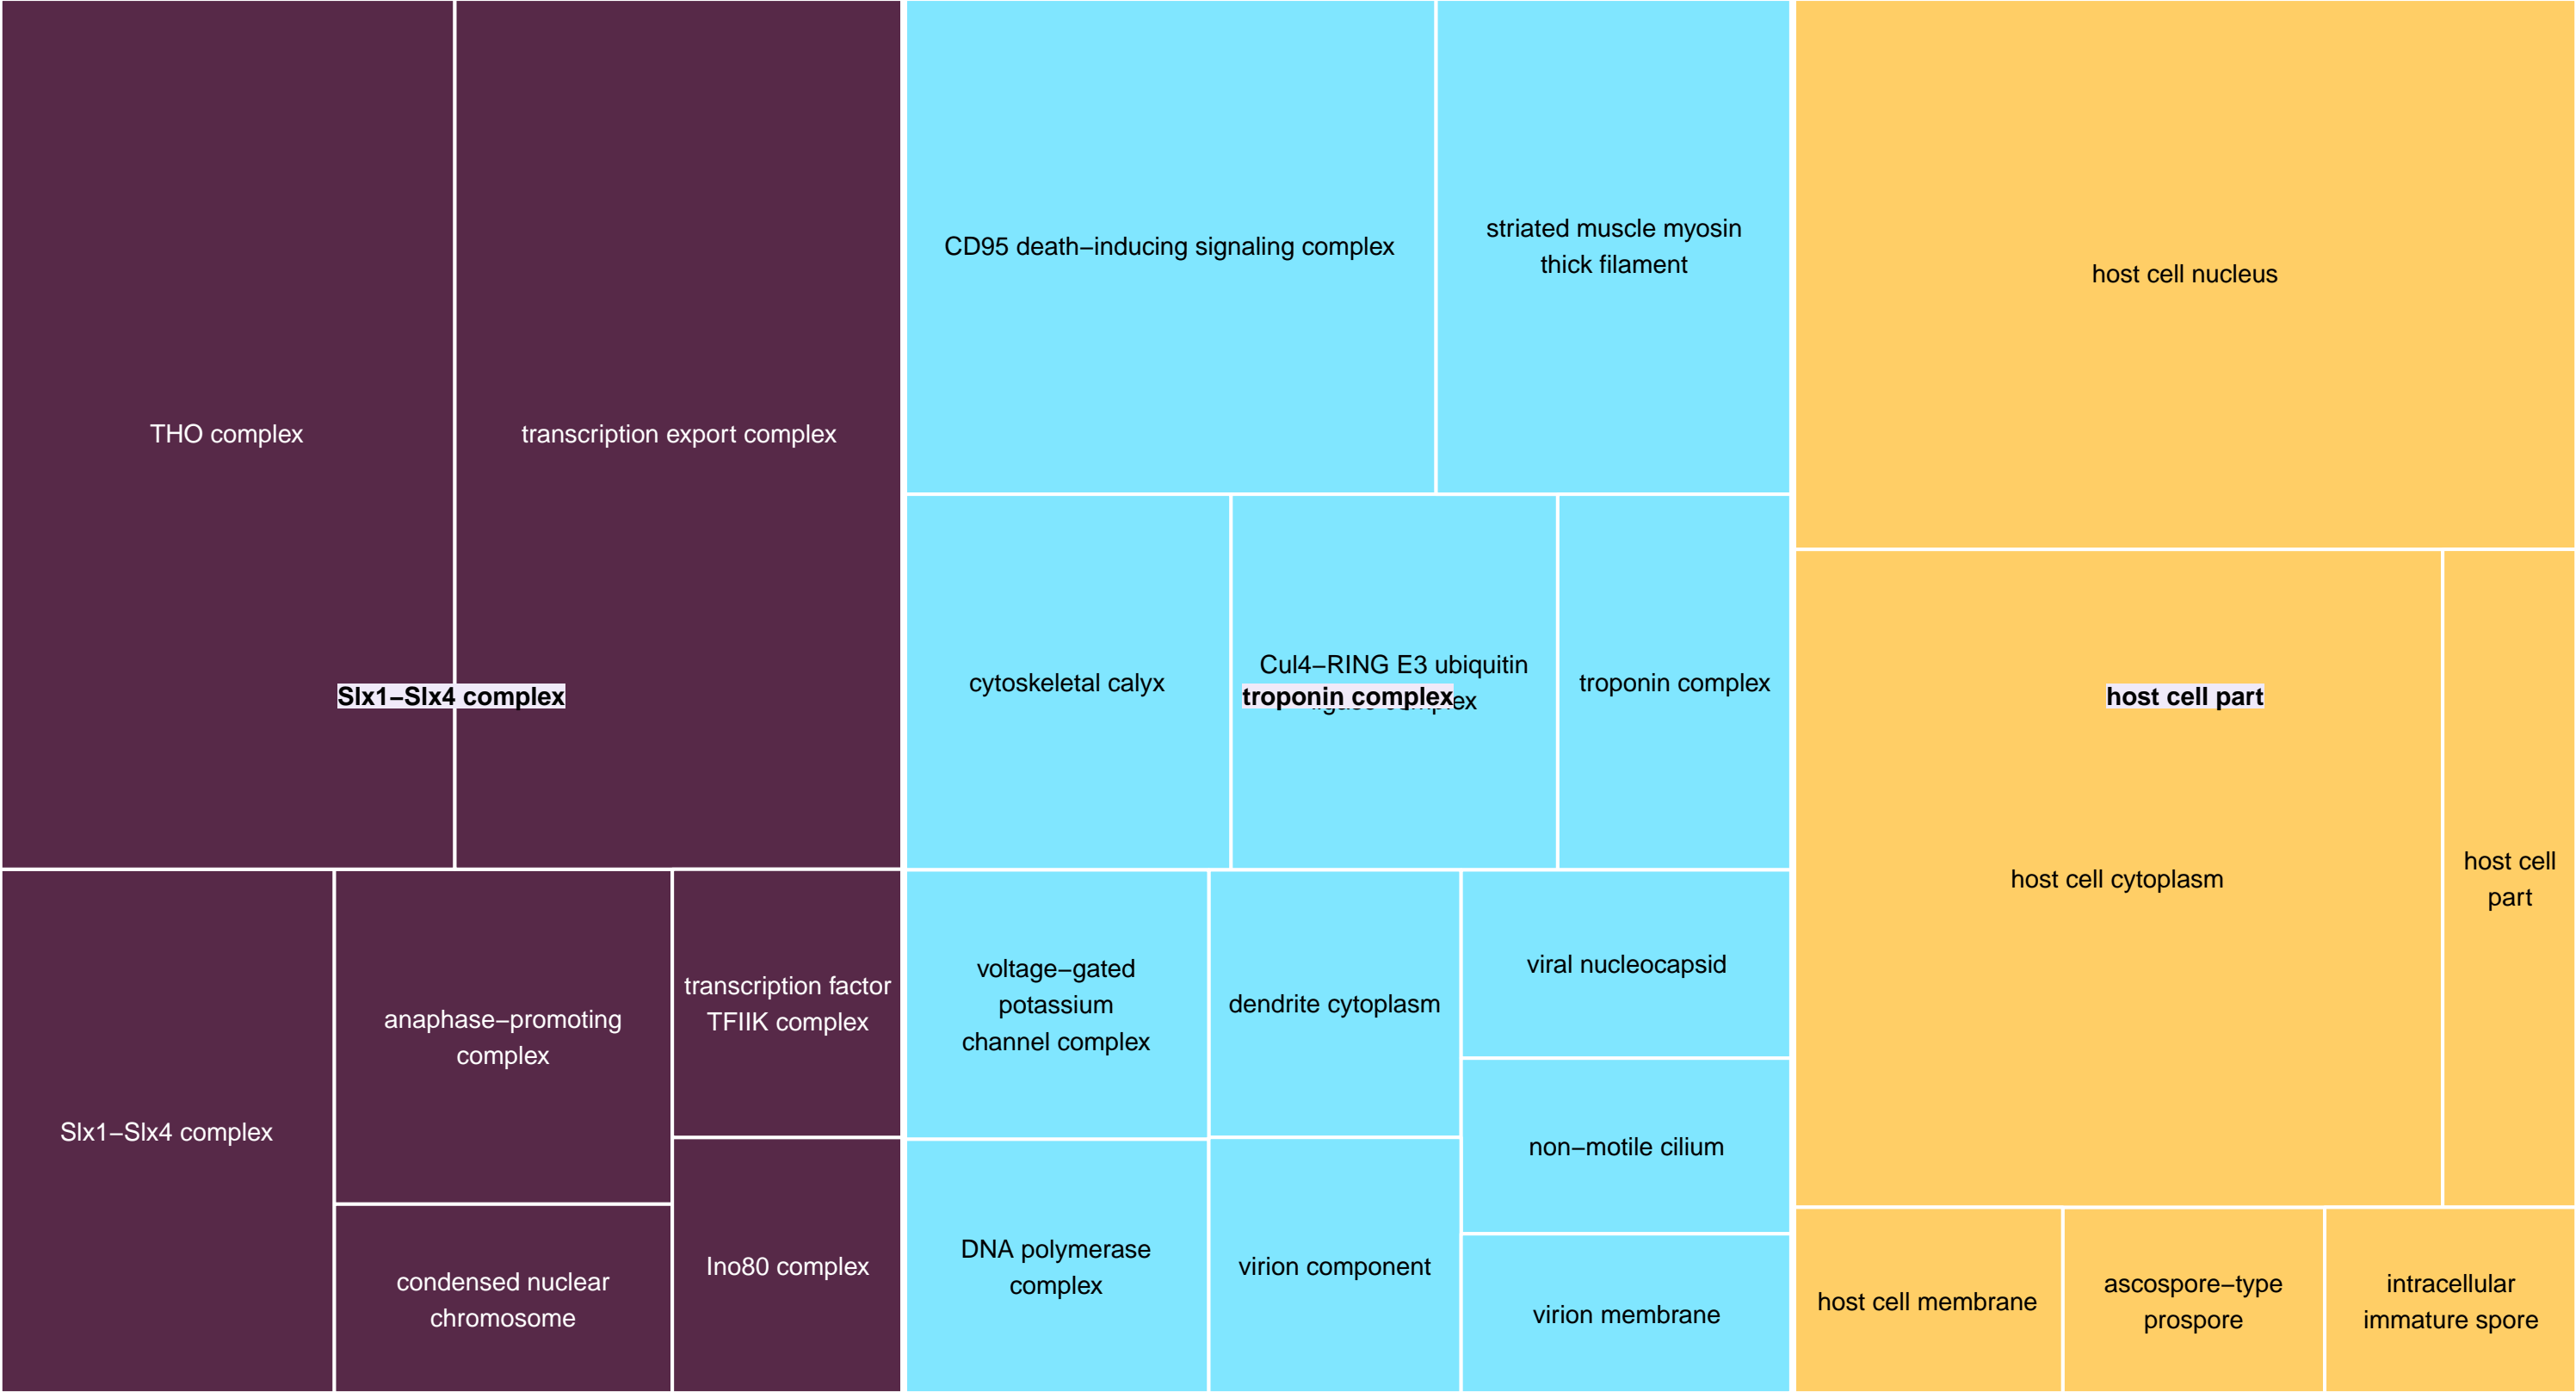 THO complex
transcription export complex
Slx1−Slx4 complex
Slx1−Slx4 complex
anaphase−promoting
complex
transcription factor
TFIIK complex
condensed nuclear
chromosome
Ino80 complex
CD95 death−inducing signaling complex
striated muscle myosin
thick filament
cytoskeletal calyx
Cul4−RING E3 ubiquitin
troponin complex
troponin complex
voltage−gated
potassium
channel complex
dendrite cytoplasm
viral nucleocapsid
non−motile cilium
DNA polymerase
complex
virion component
virion membrane
host cell nucleus
host cell part
host cell cytoplasm
host cell
part
host cell membrane
ascospore−type
prospore
intracellular
immature spore